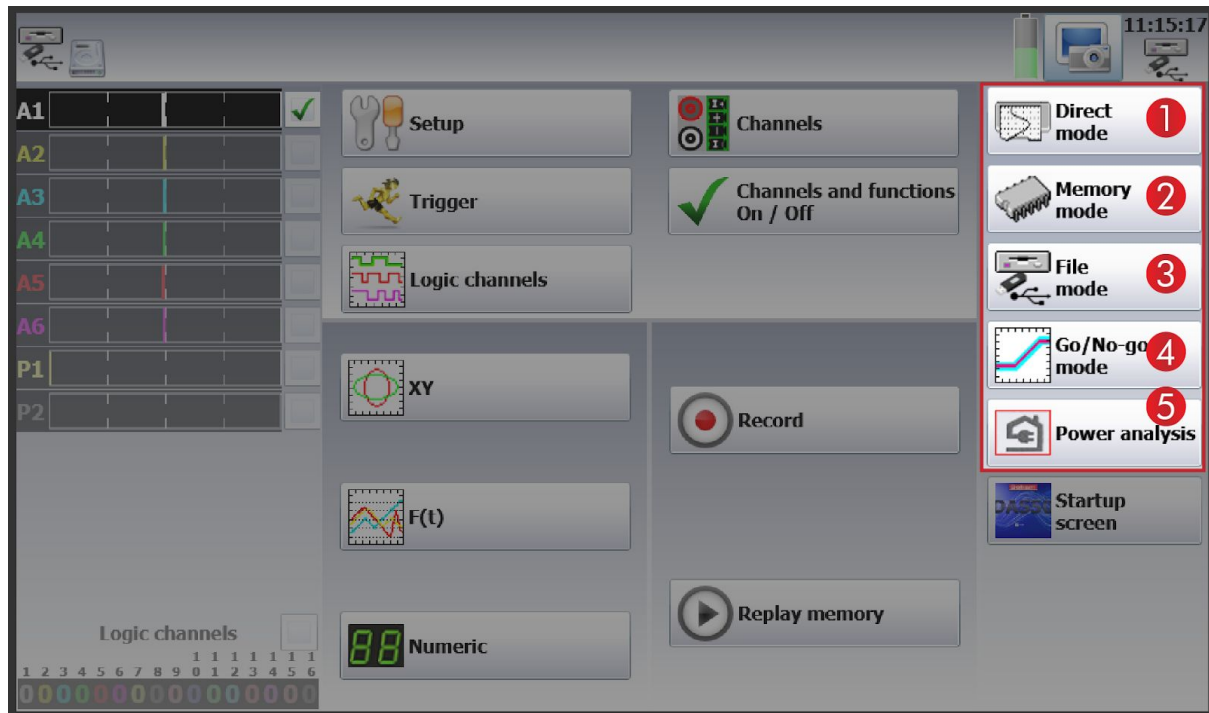 11:15:17
A1
A2
A3
A4
A5
A6
P1
P2
Logic channels
1 1 1 1 1 1 1
1 2 3 4 5 6 7 8 9 0 1 2 3 4 5 6
0 0 0 0 0 0 0 0 0 0 0 0 0 0 0 0
Setup
Trigger
Logic channels
Channels
Channels and functions
On / Off
XY
F(t)
88 Numeric
Record
Replay memory
Direct
mode
1
Memory
mode
2
File
mode
3
Go/No-go
mode
4
5
Power analysis
Startup
screen